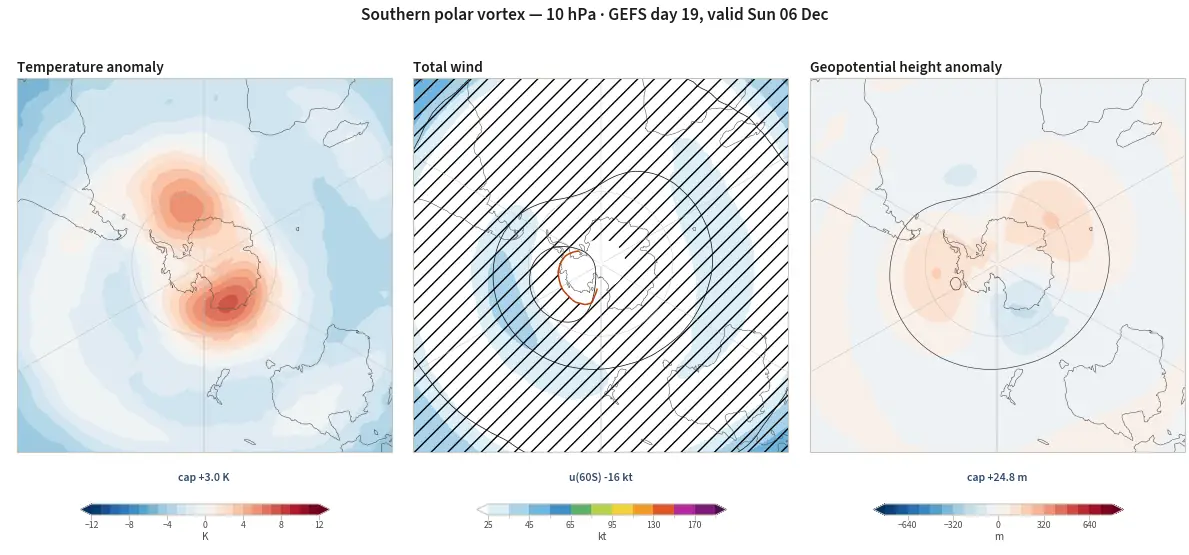 Southern polar vortex — 10 hPa · GEFS day 19, valid Sun 06 Dec
Temperature anomaly
Total wind
Geopotential height anomaly
cap +3.0 K
u(60S) -16 kt
cap +24.8 m
−12 −8 −4 0 4 8 12
K
25 45 65 95 130 170
kt
−640 −320 0 320 640
m